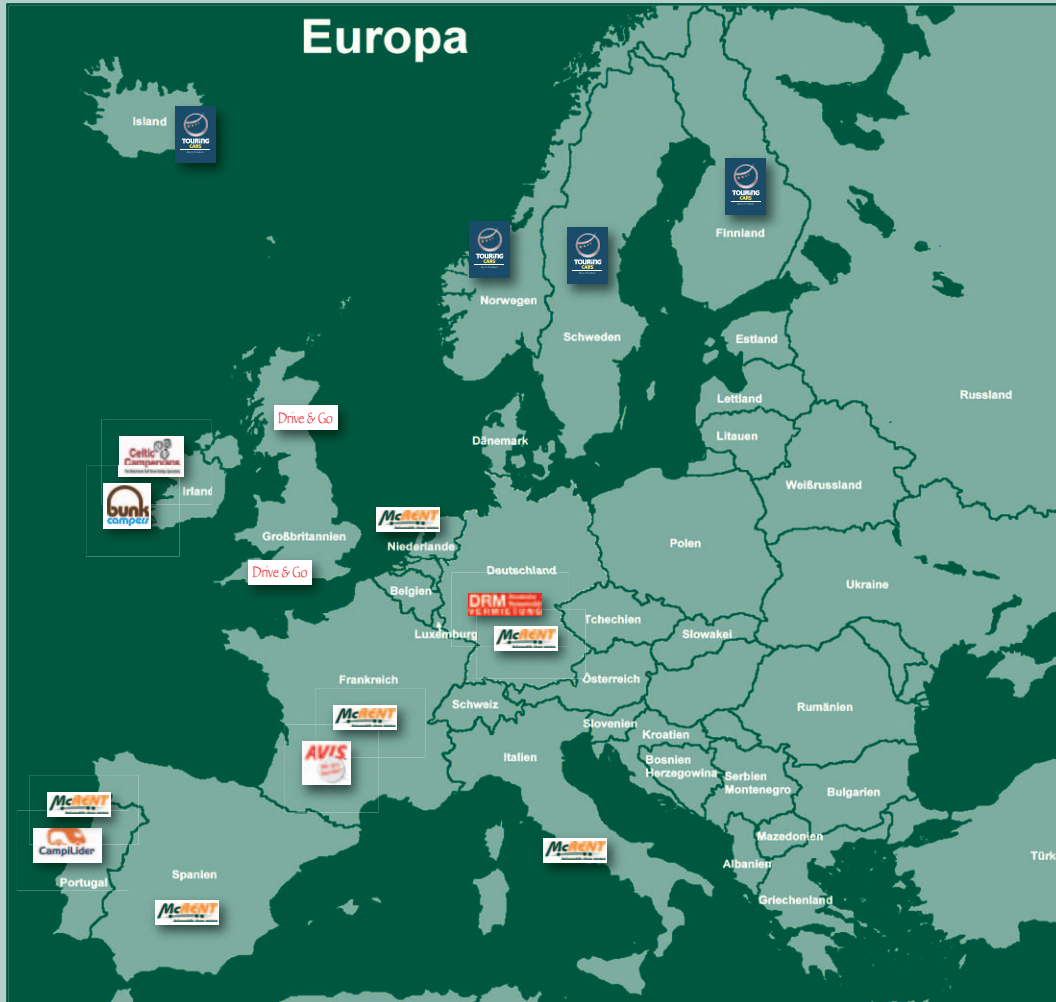 Europa
Island
TOURING
CARS
TOURING
CARS
Finnland
TOURING
CARS
Norwegen
TOURING
CARS
Schweden
Estland
Russland
Lettland
Litauen
Weißrussland
Drive & Go
Dänemark
Celtic
Campervans
Irland
bunk
campers
Großbritannien
McRENT
Niederlande
Polen
Drive & Go
Deutschland
Belgien
Ukraine
DRM
VERMIETUNG
Tchechien
Luxemburg
McRENT
Slowakei
Frankreich
Österreich
Schweiz
McRENT
Rumänien
Slovenien
Kroatien
AVIS
Italien
Bosnien
Herzegowina
Serbien
Montenegro
Bulgarien
McRENT
CampiLider
Mazedonien
McRENT
Albanien
Türk
Portugal
Spanien
McRENT
Griechenland